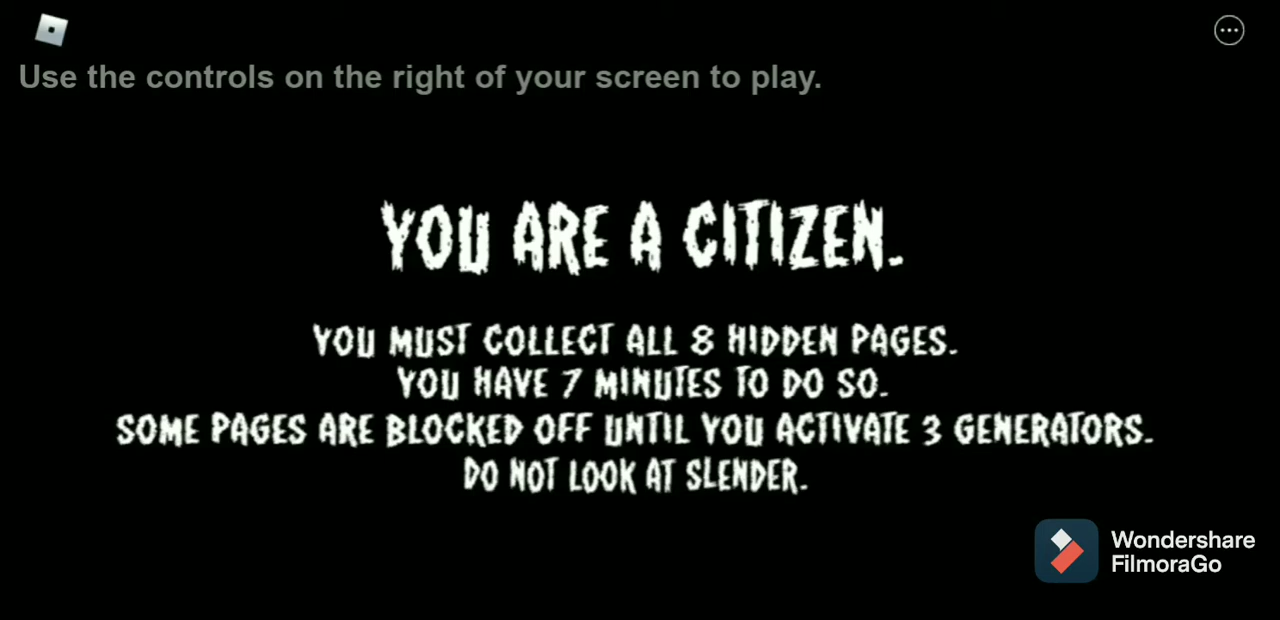 Use the controls on the right of your screen to play.
YOU ARE A CITIZEN.
YOU MUST COLLECT ALL 8 HIDDEN PAGES.
YOU HAVE 7 MINUTES TO DO SO.
SOME PAGES ARE BLOCKED OFF UNTIL YOU ACTIVATE 3 GENERATORS.
DO NOT LOOK AT SLENDER.
Wondershare
FilmoraGo